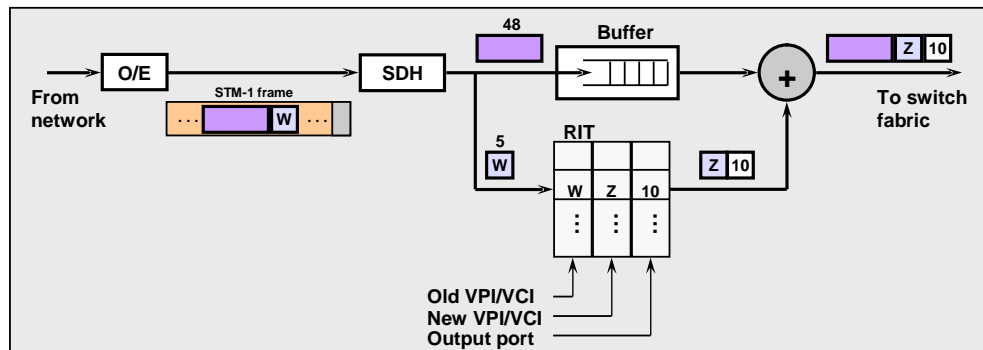 48
Buffer
Z 10
O/E
SDH
+
From
network
STM-1 frame
... W ...
To switch
fabric
5
W
RIT
Z 10
W Z 10
⋮ ⋮ ⋮
Old VPI/VCI
New VPI/VCI
Output port